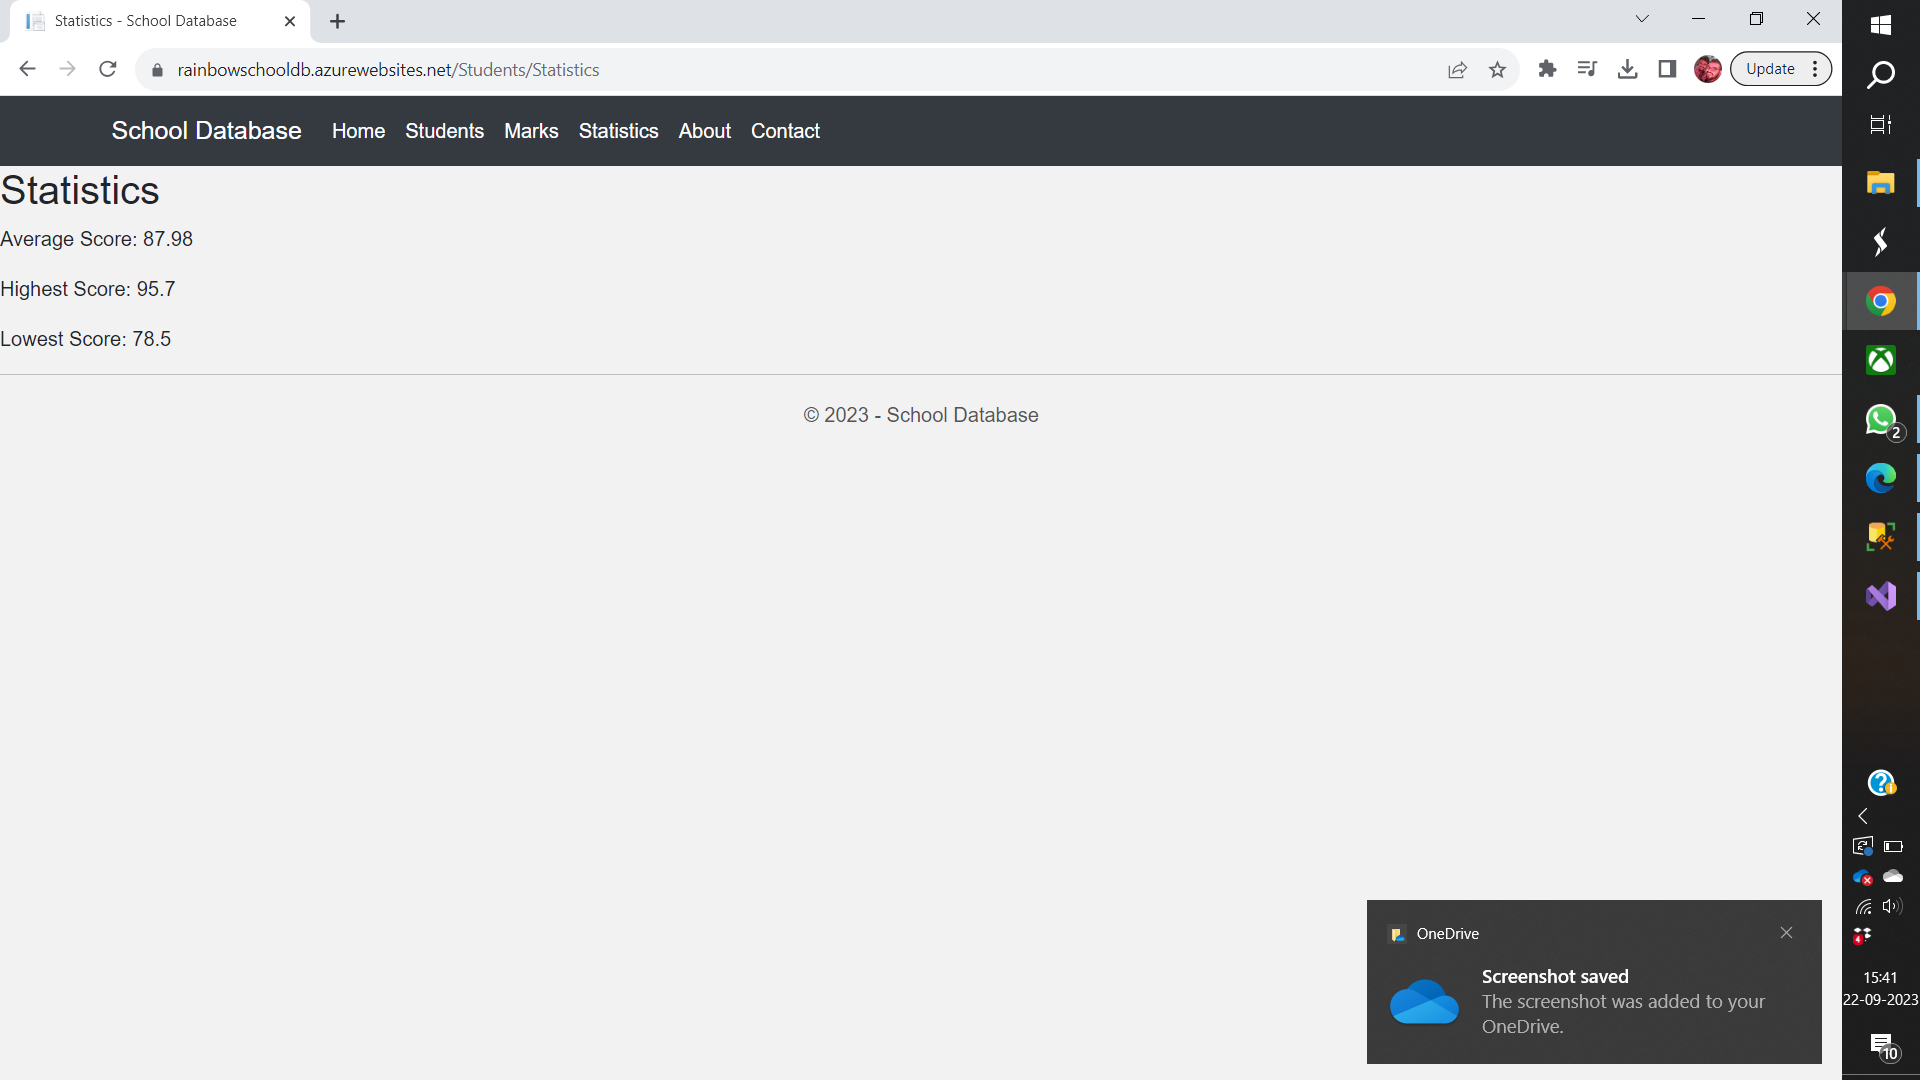 Statistics - School Database
rainbowschooldb.azurewebsites.net/Students/Statistics
Update
School Database Home Students Marks Statistics About Contact
Statistics
Average Score: 87.98
Highest Score: 95.7
Lowest Score: 78.5
© 2023 - School Database
OneDrive
Screenshot saved
The screenshot was added to your
OneDrive.
2
4
15:41
22-09-2023
10